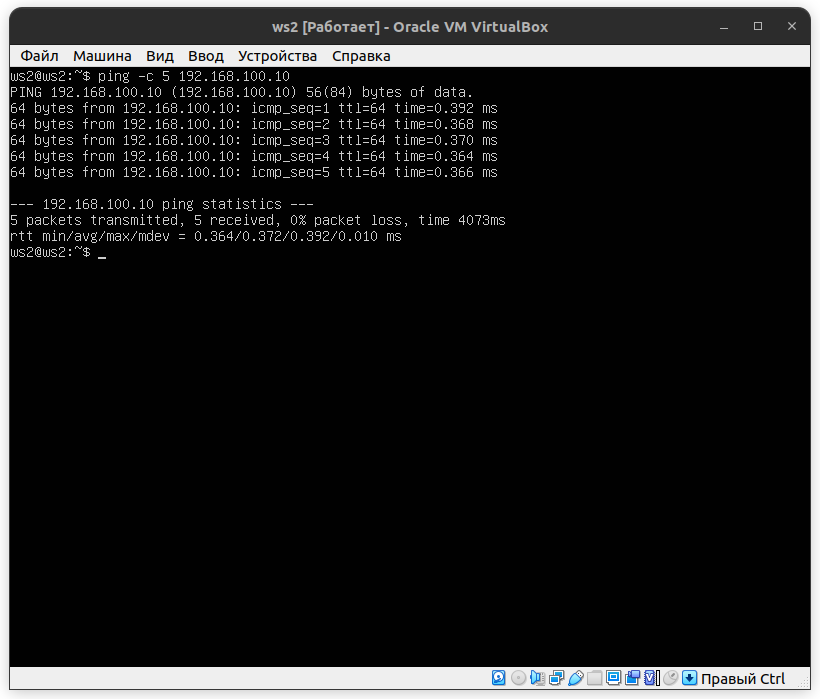 ws2 [Работает] - Oracle VM VirtualBox
Файл Машина Вид Ввод Устройства Справка
ws2@ws2:~$ ping -c 5 192.168.100.10
PING 192.168.100.10 (192.168.100.10) 56(84) bytes of data.
64 bytes from 192.168.100.10: icmp_seq=1 ttl=64 time=0.392 ms
64 bytes from 192.168.100.10: icmp_seq=2 ttl=64 time=0.368 ms
64 bytes from 192.168.100.10: icmp_seq=3 ttl=64 time=0.370 ms
64 bytes from 192.168.100.10: icmp_seq=4 ttl=64 time=0.364 ms
64 bytes from 192.168.100.10: icmp_seq=5 ttl=64 time=0.366 ms
--- 192.168.100.10 ping statistics ---
5 packets transmitted, 5 received, 0% packet loss, time 4073ms
rtt min/avg/max/mdev = 0.364/0.372/0.392/0.010 ms
ws2@ws2:~$ _
Правый Ctrl